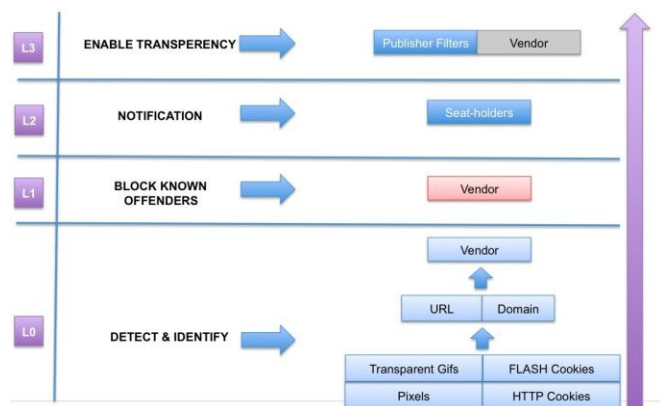 L3 ENABLE TRANSPERENCY Publisher Filters Vendor
L2 NOTIFICATION Seat-holders
L1 BLOCK KNOWN
OFFENDERS Vendor
Vendor
URL Domain
L0 DETECT & IDENTIFY
Transparent Gifs FLASH Cookies
Pixels HTTP Cookies